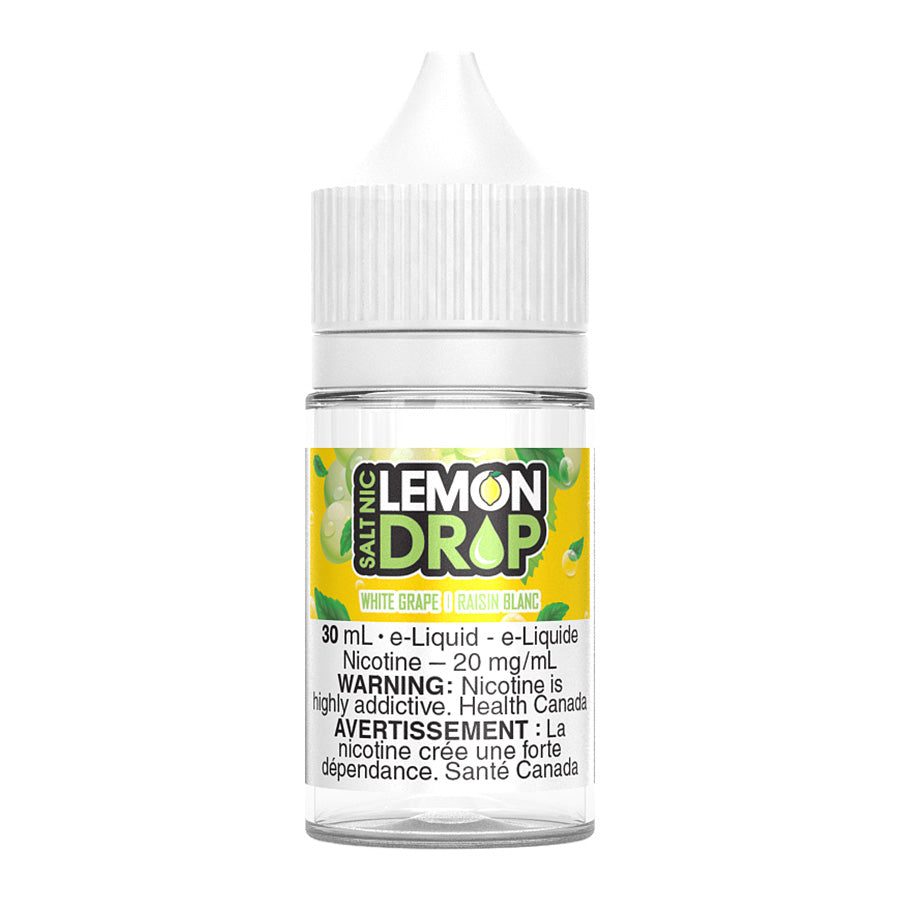 SALT NIC
LEMON
DROP
WHITE GRAPE | RAISIN BLANC
30 mL • e-Liquid - e-Liquide
Nicotine – 20 mg/mL
WARNING: Nicotine is
highly addictive. Health Canada
AVERTISSEMENT : La
nicotine crée une forte
dépendance. Santé Canada